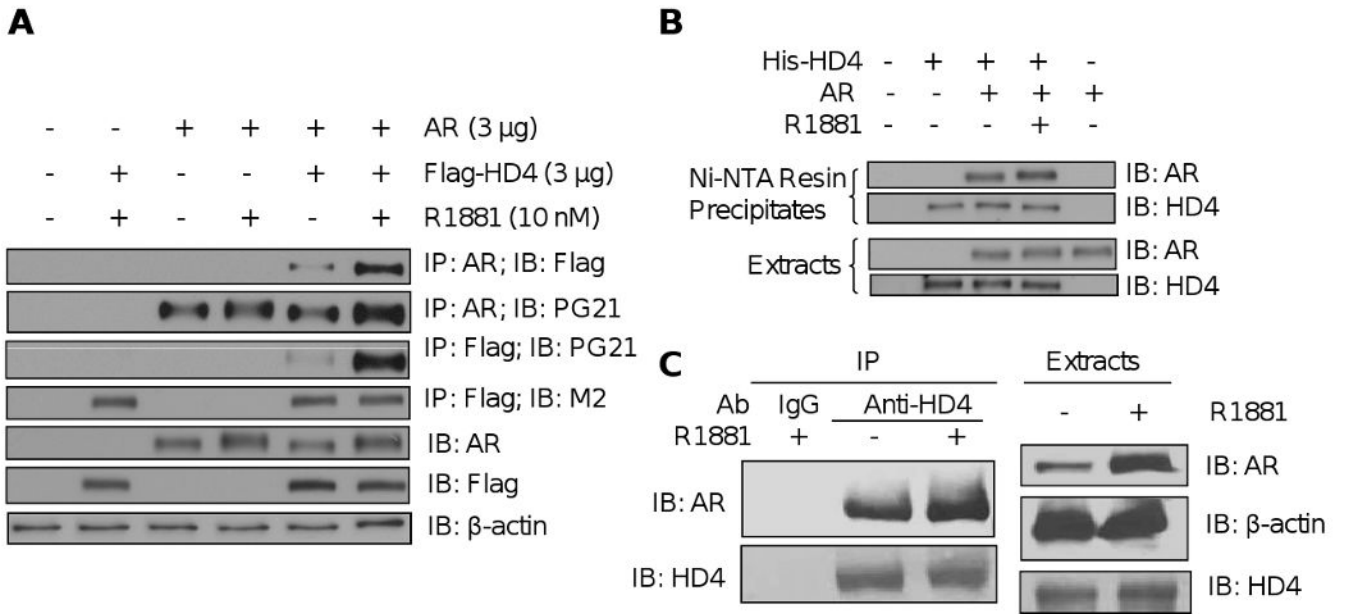 A
- - + + + + AR (3 µg)
- + - - + + Flag-HD4 (3 µg)
- + - + - + R1881 (10 nM)
IP: AR; IB: Flag
IP: AR; IB: PG21
IP: Flag; IB: PG21
IP: Flag; IB: M2
IB: AR
IB: Flag
IB: β-actin
B
His-HD4 - + + + -
AR - - + + +
R1881 - - - + -
Ni-NTA Resin
Precipitates
IB: AR
IB: HD4
Extracts
IB: AR
IB: HD4
C
IP
Ab IgG Anti-HD4
R1881 + - +
IB: AR
IB: HD4
Extracts
- + R1881
IB: AR
IB: β-actin
IB: HD4